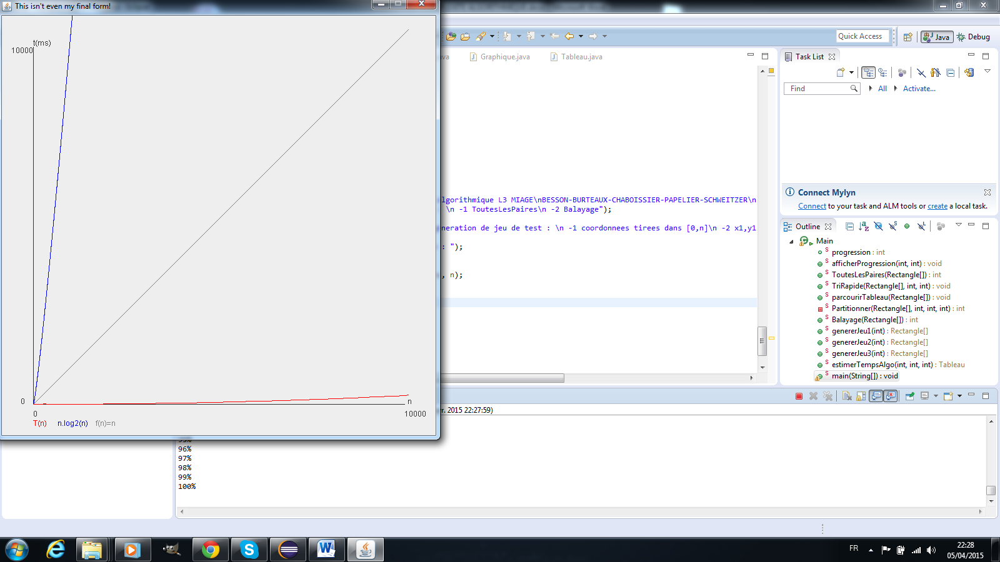 This isn't even my final form!
t(ms)
10000
0
0
n
10000
T(n) n.log2(n) f(n)=n
Quick Access
Java
Debug
Graphique.java
Tableau.java
lgorithmique L3 MIAGE\nBESSON-BURTEAUX-CHABOISSIER-PAPELIER-SCHWEITZER\n
\n -1 ToutesLesPaires\n -2 Balayage");
neration de jeu de test : \n -1 coordonnees tirees dans [0,n]\n -2 x1,y1
: ");
, n);
Task List
Find
All
Activate...
Connect Mylyn
Connect to your task and ALM tools or create a local task.
Outline
Main
progression : int
afficherProgression(int, int) : void
ToutesLesPaires(Rectangle[]) : int
TriRapide(Rectangle[], int, int) : void
parcourirTableau(Rectangle[]) : void
Partitionner(Rectangle[], int, int, int) : int
Balayage(Rectangle[]) : int
genererJeu1(int) : Rectangle[]
genererJeu2(int) : Rectangle[]
genererJeu3(int) : Rectangle[]
estimerTempsAlgo(int, int, int) : Tableau
main(String[]) : void
vr. 2015 22:27:59)
96%
97%
98%
99%
100%
FR
22:28
05/04/2015